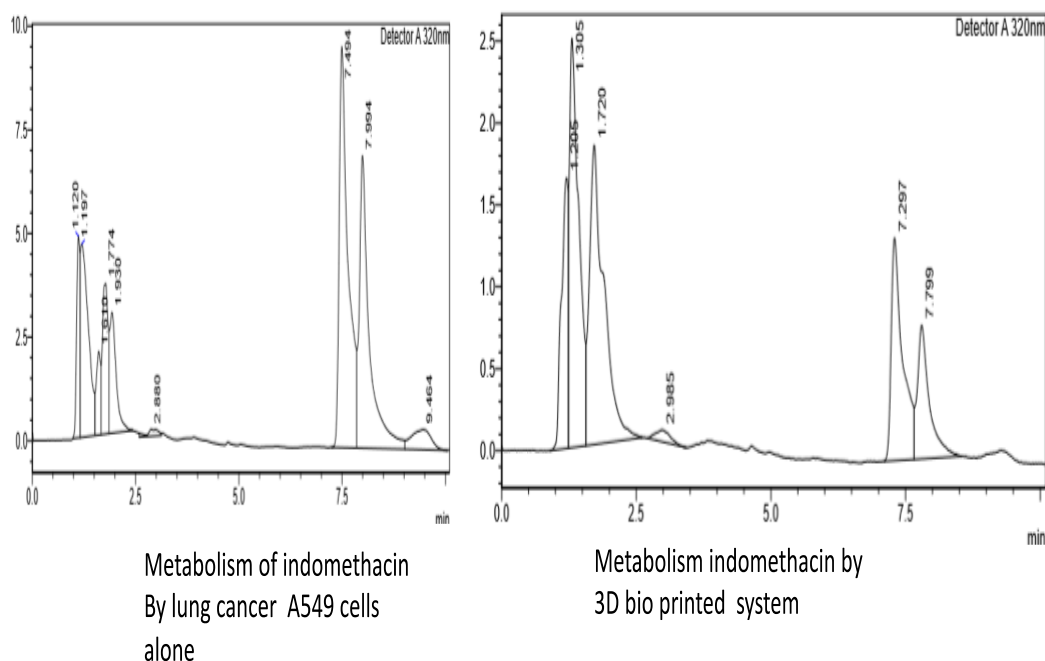 10.0
7.5
5.0
2.5
0.0
Detector A 320nm
1.120
1.197
1.610
1.774
1.930
2.880
7.494
7.994
9.464
0.0 2.5 5.0 7.5
min
Metabolism of indomethacin
By lung cancer A549 cells
alone
2.5
2.0
1.5
1.0
0.5
0.0
Detector A 320nm
1.205
1.305
1.720
2.985
7.297
7.799
0.0 2.5 5.0 7.5
min
Metabolism indomethacin by
3D bio printed system